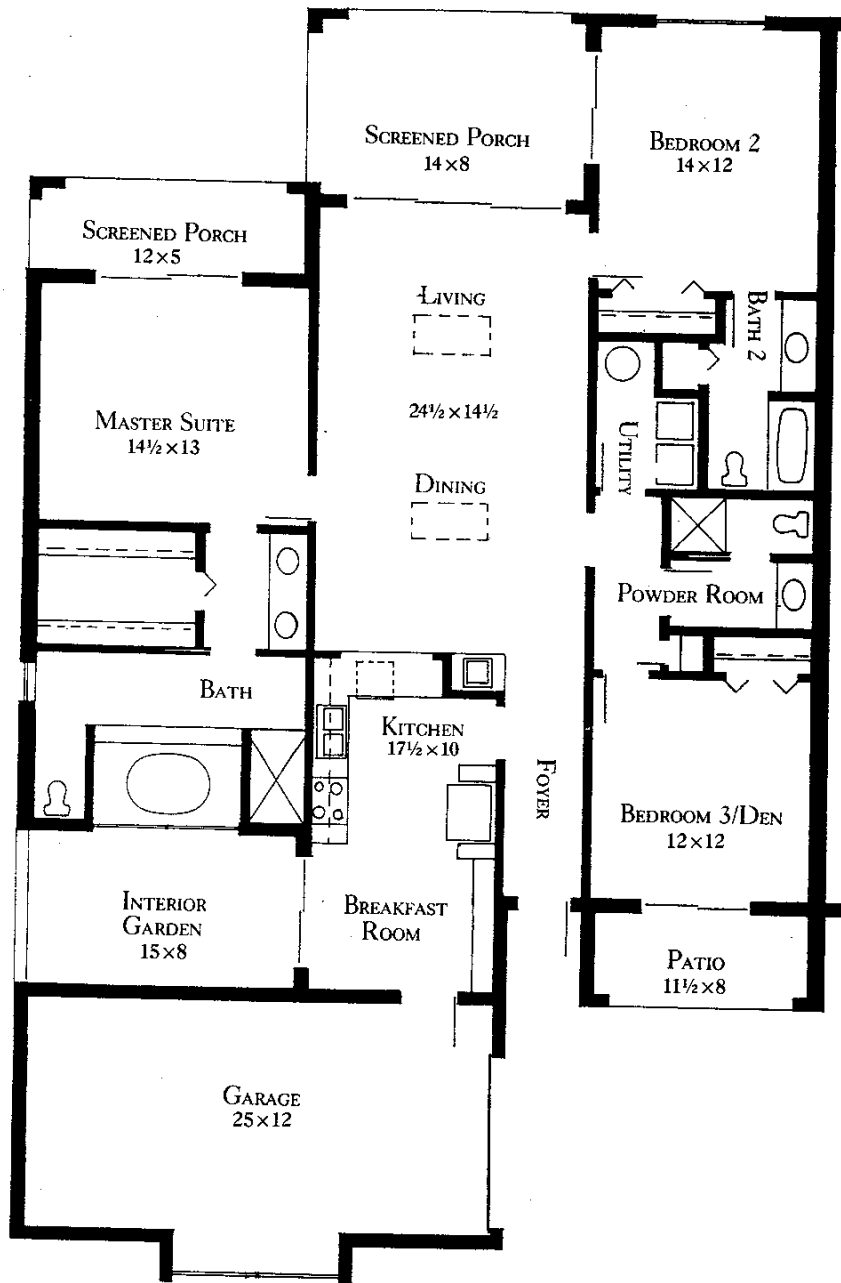 SCREENED PORCH
14×8
BEDROOM 2
14×12
SCREENED PORCH
12×5
LIVING
BATH 2
24½×14½
MASTER SUITE
14½×13
UTILITY
DINING
POWDER ROOM
BATH
KITCHEN
17½×10
FOYER
BEDROOM 3/DEN
12×12
INTERIOR
GARDEN
15×8
BREAKFAST
ROOM
PATIO
11½×8
GARAGE
25×12